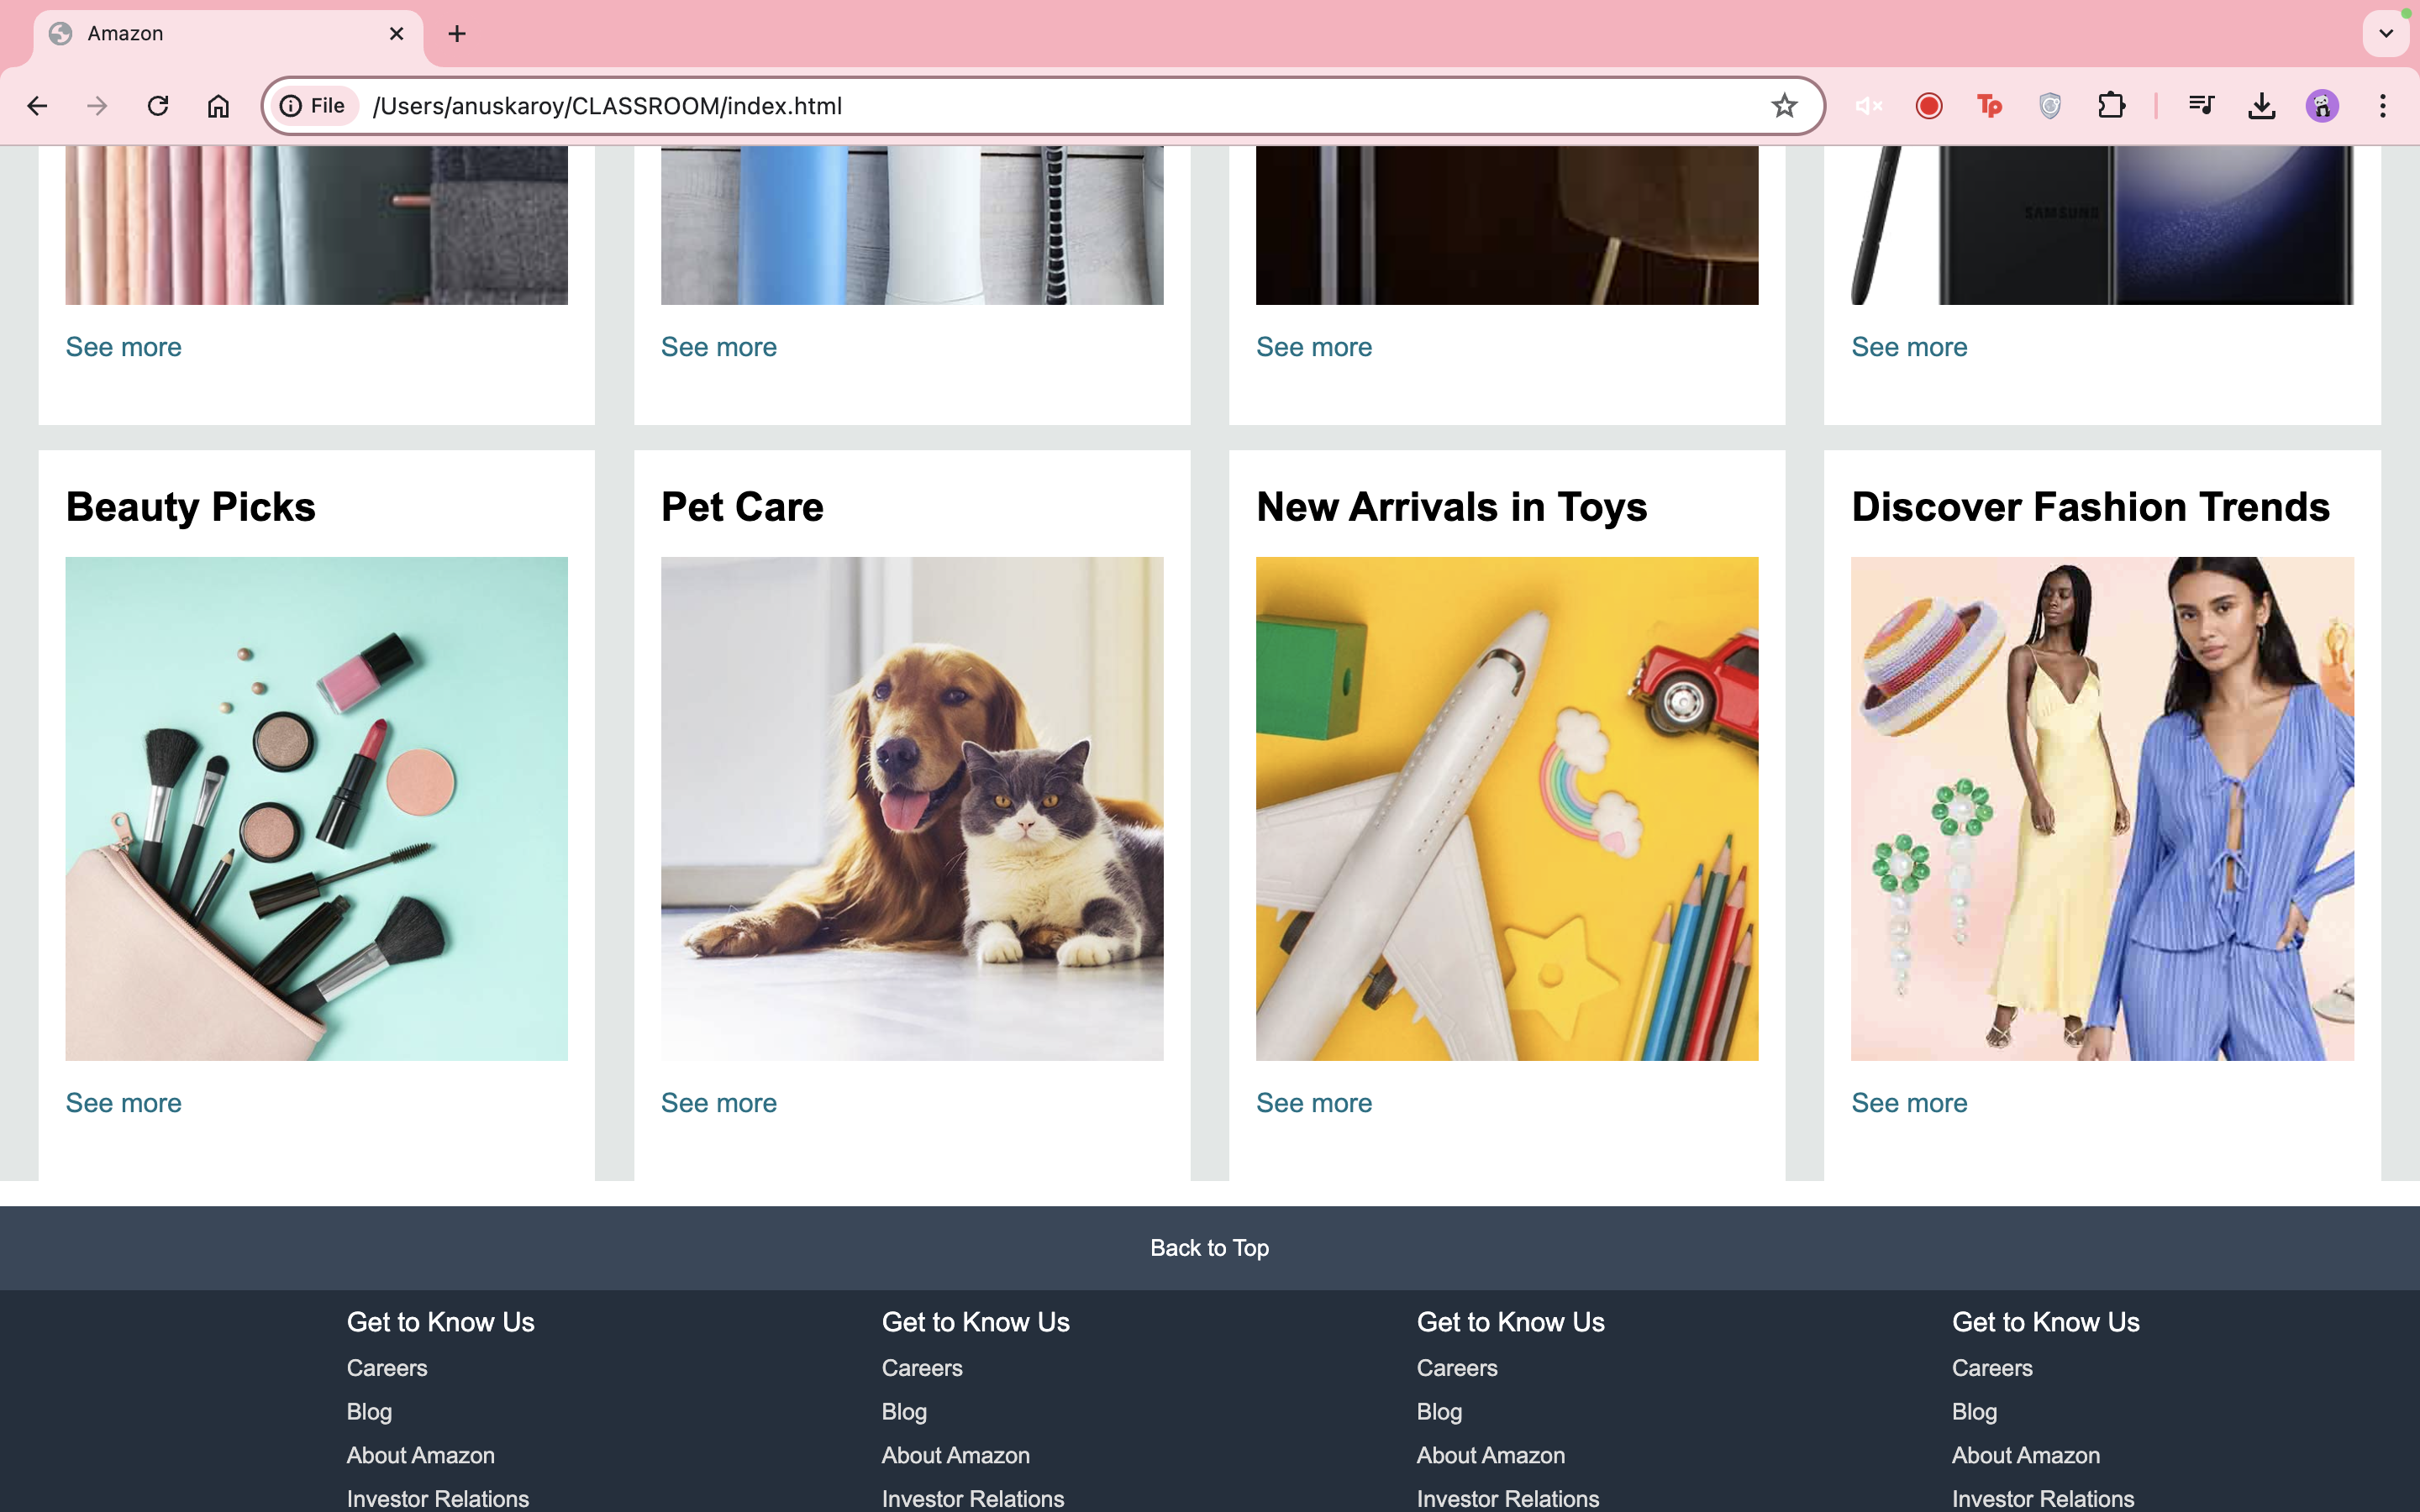 Amazon
File /Users/anuskaroy/CLASSROOM/index.html
Tp
SAMSUNG
See more See more See more See more
Beauty Picks Pet Care New Arrivals in Toys Discover Fashion Trends
See more See more See more See more
Back to Top
Get to Know Us Get to Know Us Get to Know Us Get to Know Us
Careers Careers Careers Careers
Blog Blog Blog Blog
About Amazon About Amazon About Amazon About Amazon
Investor Relations Investor Relations Investor Relations Investor Relations